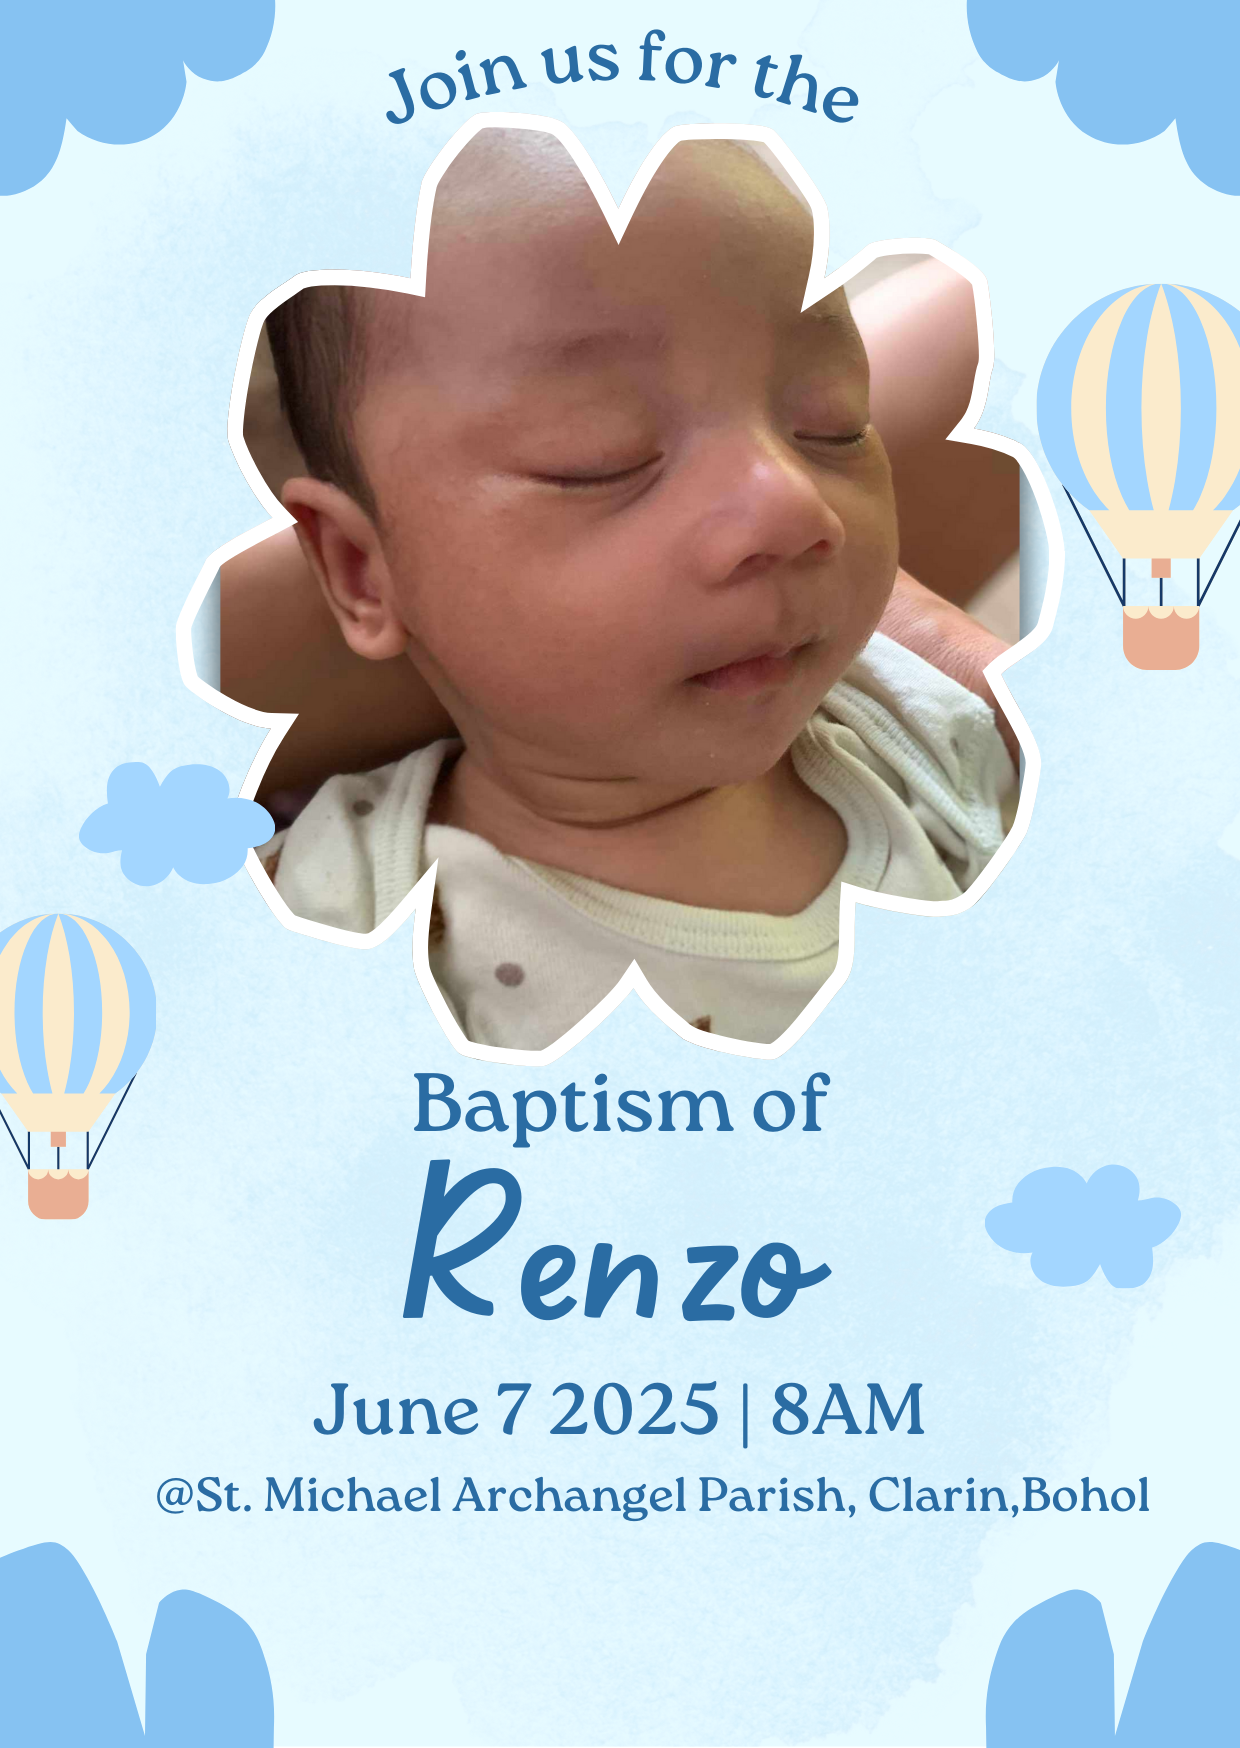 Join us for the
Baptism of
Renzo
June 7 2025 | 8AM
@St. Michael Archangel Parish, Clarin,Bohol